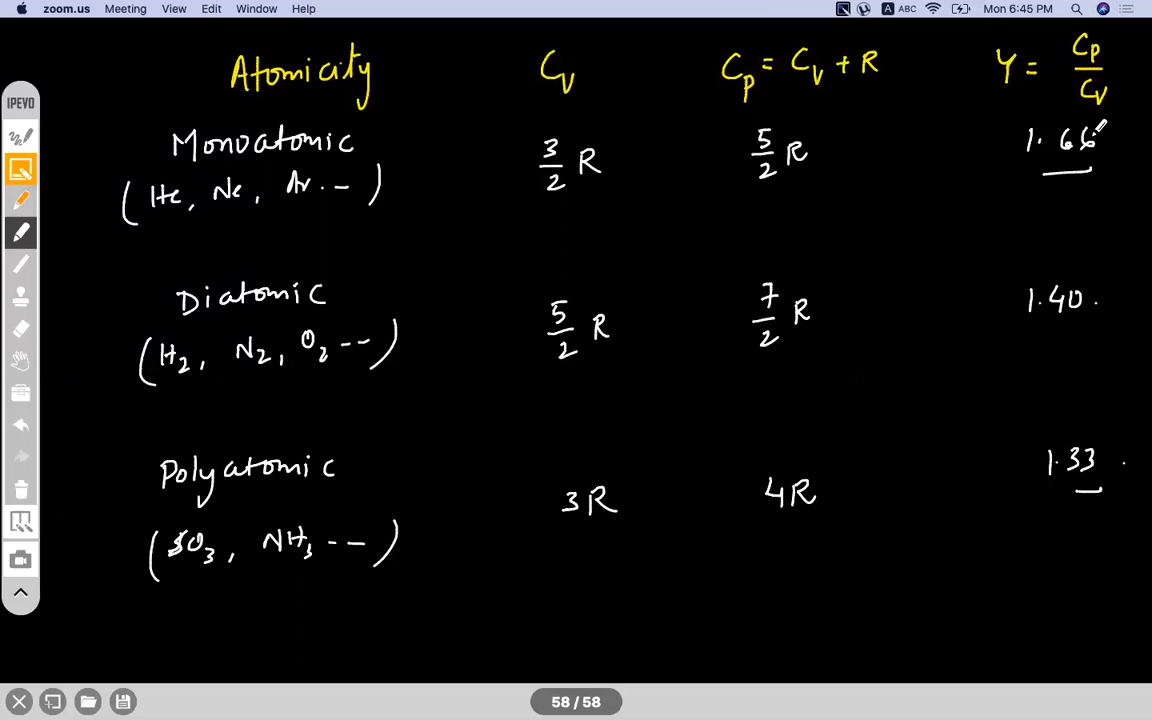 zoom.us Meeting View Edit Window Help A ABC Mon 6:45 PM
IPEVO
Atomicity Cv Cp = Cv + R γ = Cp/Cv
Monoatomic 3/2 R 5/2 R 1.66
(He, Ne, Ar.--)
Diatomic 5/2 R 7/2 R 1.40.
(H2, N2, O2 --)
Polyatomic 3R 4R 1.33.
(SO3, NH3 ---)
58 / 58